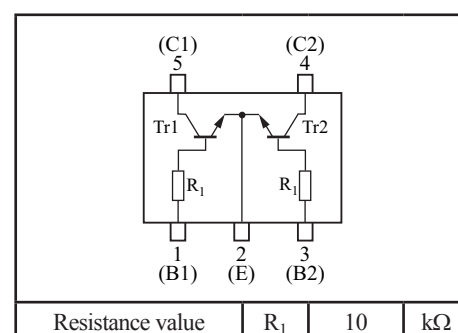 (C1) (C2)
5 4
Tr1 Tr2
R1 R1
1 2 3
(B1) (E) (B2)
Resistance value R1 10 kΩ